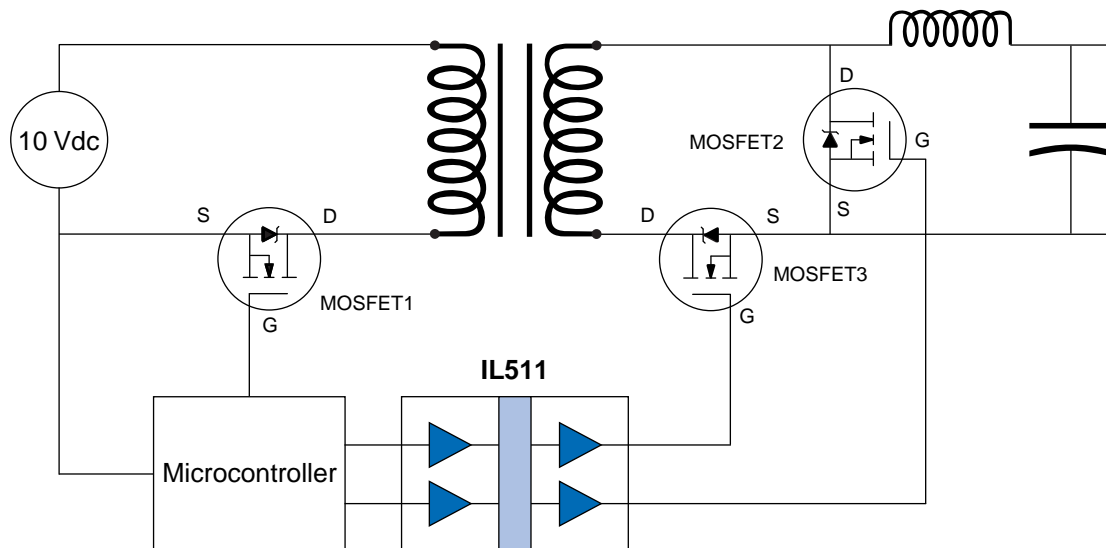 10 Vdc
S
D
G
MOSFET1
D
S
G
MOSFET3
D
G
S
MOSFET2
IL511
Microcontroller